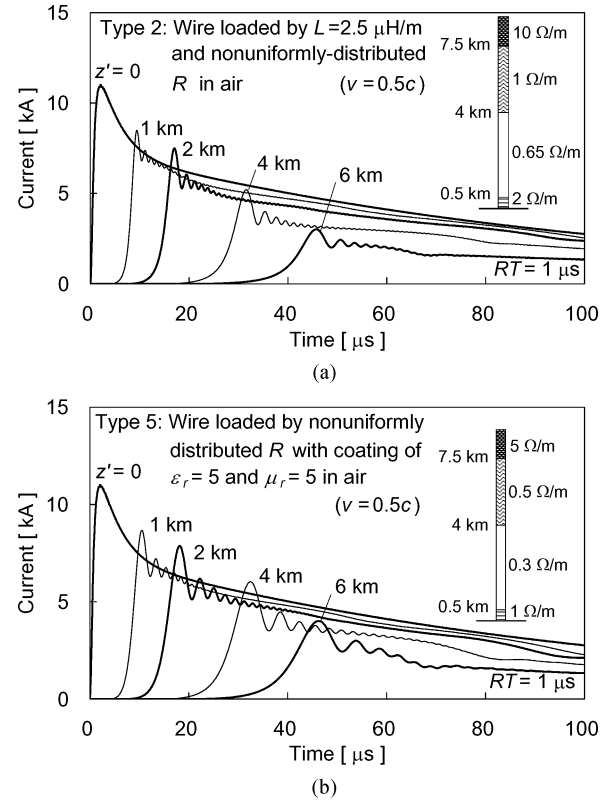 15
Type 2: Wire loaded by L=2.5 μH/m
and nonuniformly-distributed
R in air (v = 0.5c)
7.5 km
10 Ω/m
1 Ω/m
4 km
0.65 Ω/m
0.5 km
2 Ω/m
z' = 0
10
1 km
2 km
4 km
6 km
5
Current [ kA ]
RT = 1 μs
0
0 20 40 60 80 100
Time [ μs ]
(a)
15
Type 5: Wire loaded by nonuniformly
distributed R with coating of
εr = 5 and μr = 5 in air
(v = 0.5c)
7.5 km
5 Ω/m
0.5 Ω/m
4 km
0.3 Ω/m
0.5 km
1 Ω/m
z' = 0
10
1 km
2 km
4 km
6 km
5
Current [ kA ]
RT = 1 μs
0
0 20 40 60 80 100
Time [ μs ]
(b)